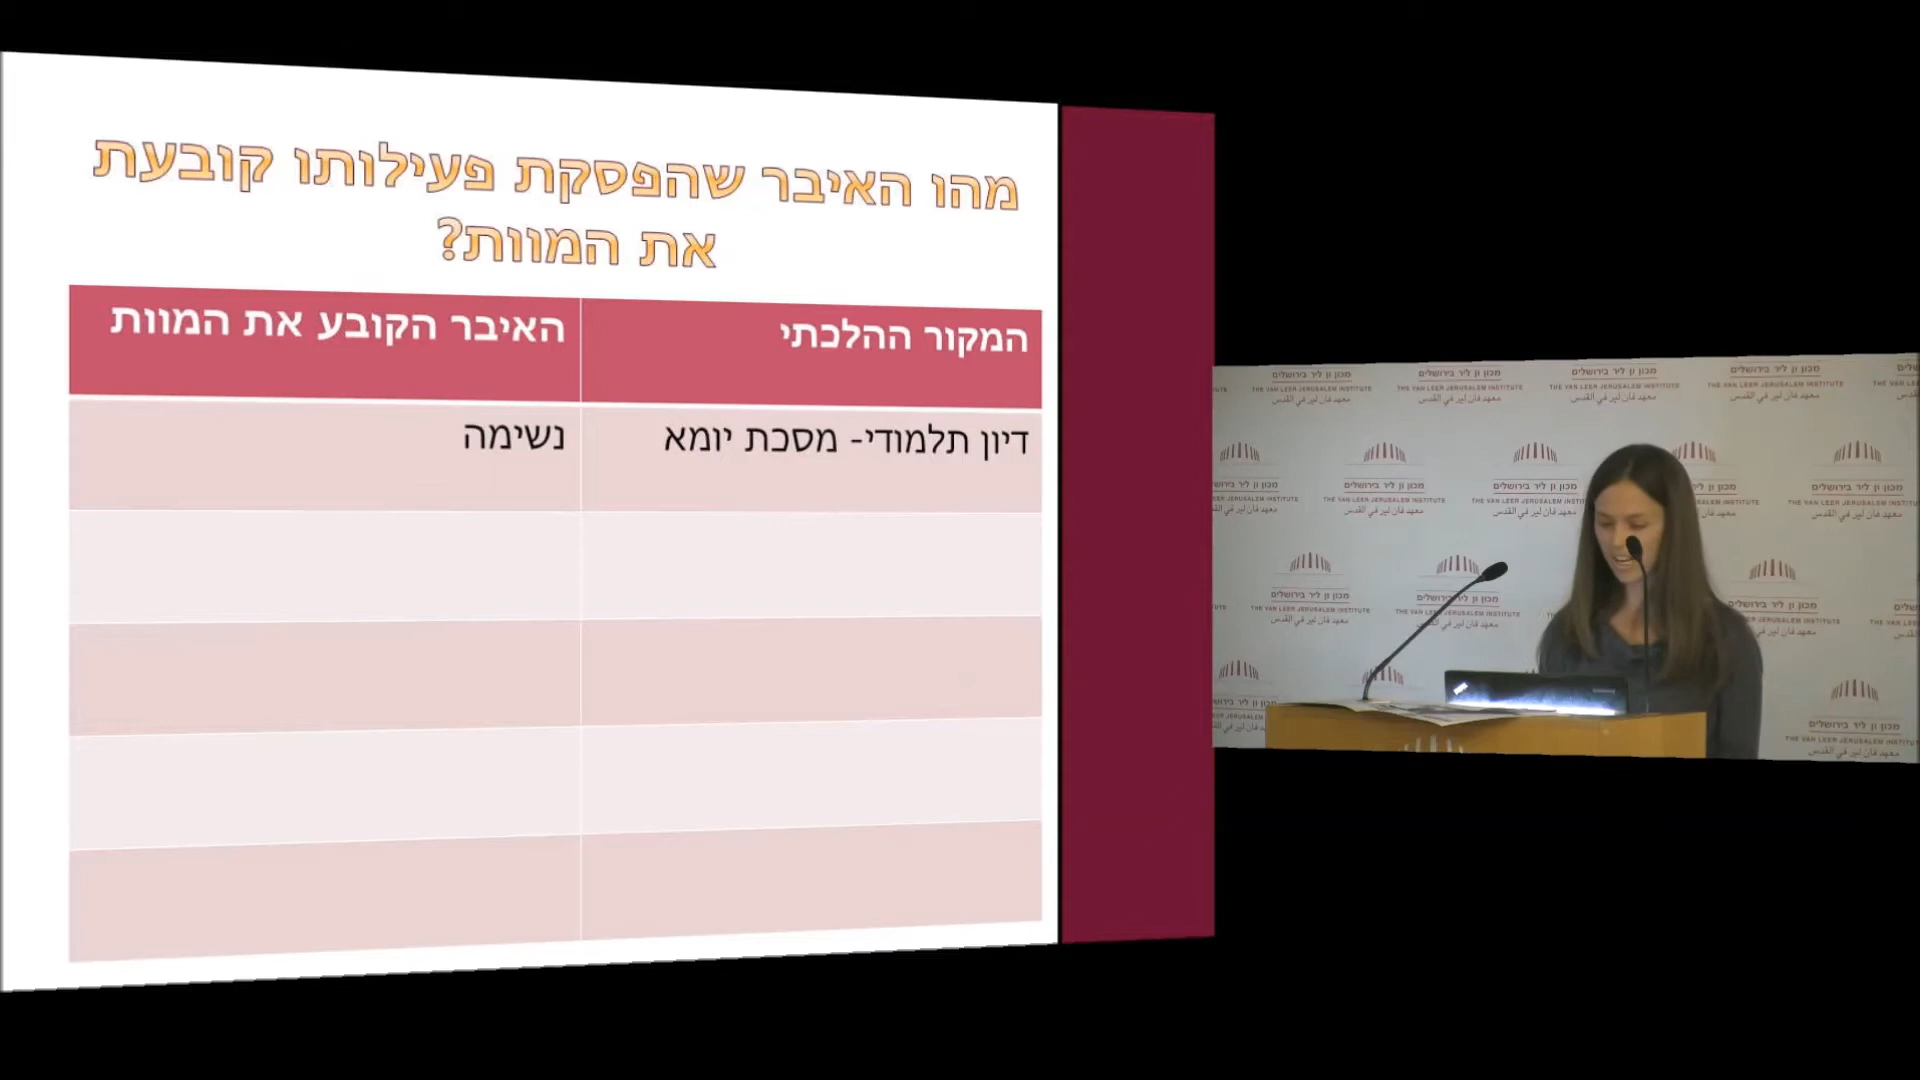 מהו האיבר שהפסקת פעילותו קובעת
את המוות?
המקור ההלכתי
האיבר הקובע את המוות
דיון תלמודי- מסכת יומא
נשימה
מכון ון ליר בירושלים
THE VAN LEER JERUSALEM INSTITUTE
معهد فان لير في القدس